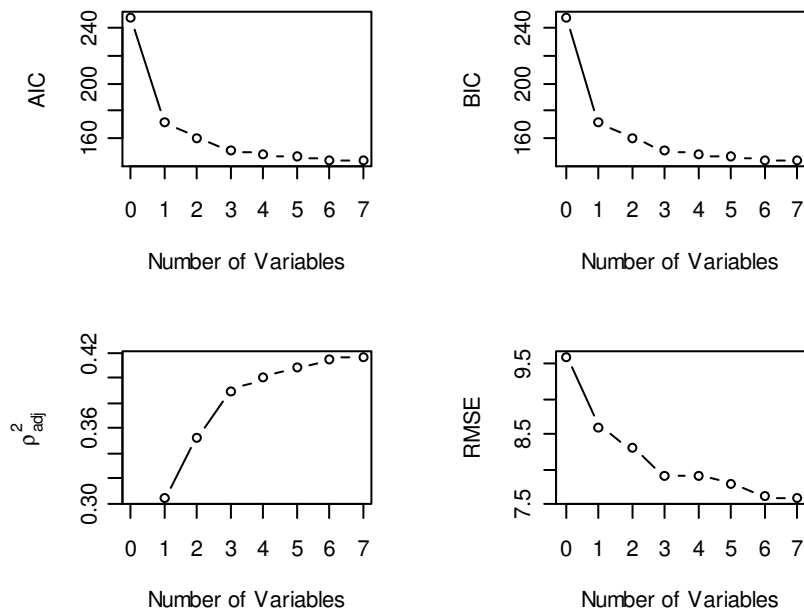 AIC
240
200
160
0 1 2 3 4 5 6 7
Number of Variables
BIC
240
200
160
0 1 2 3 4 5 6 7
Number of Variables
ρ²adj
0.42
0.36
0.30
0 1 2 3 4 5 6 7
Number of Variables
RMSE
9.5
8.5
7.5
0 1 2 3 4 5 6 7
Number of Variables